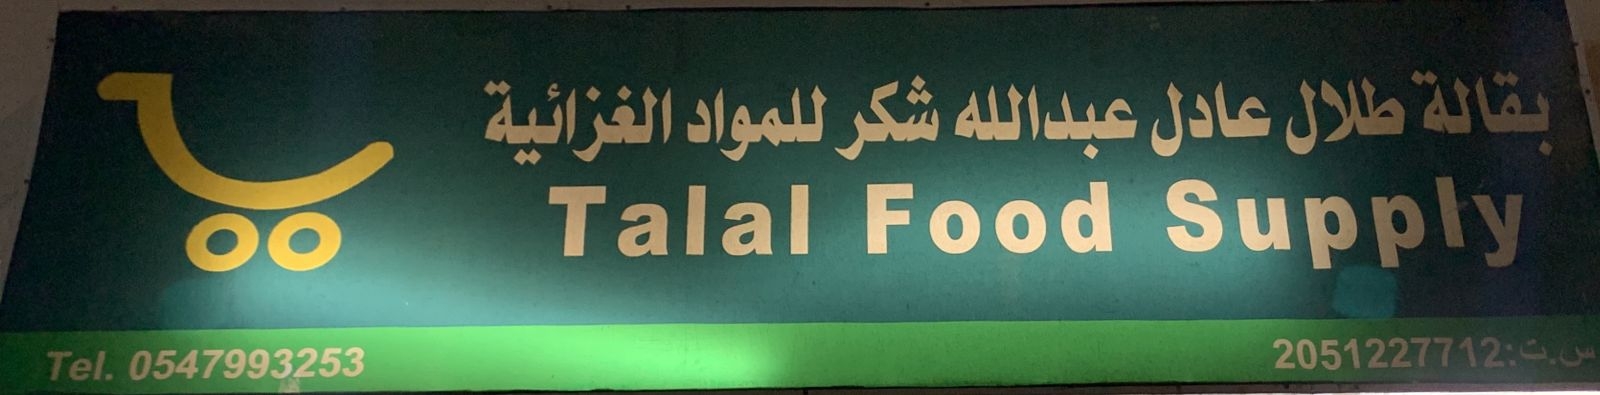 بقالة طلال عادل عبدالله شكر للمواد الغزائية
Talal Food Supply
Tel. 0547993253
س.ت:2051227712